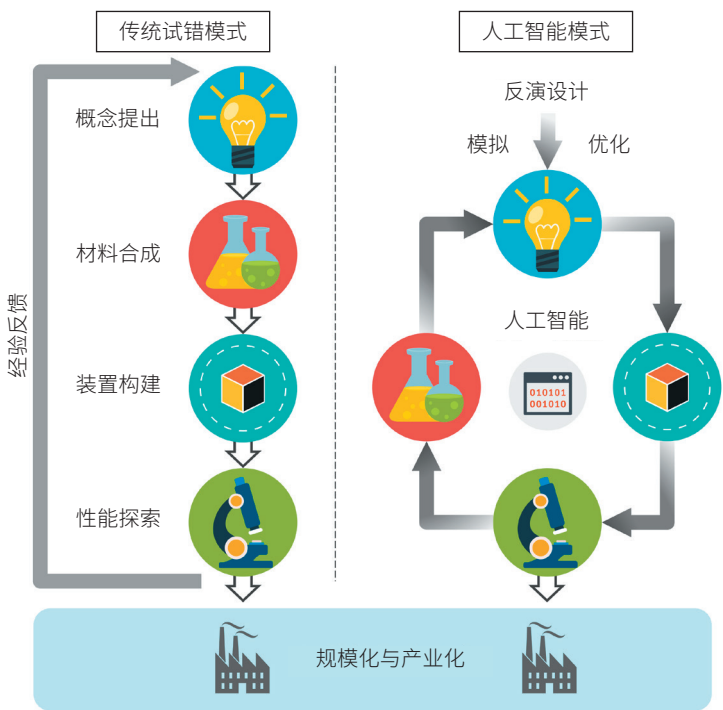 传统试错模式
人工智能模式
概念提出
材料合成
装置构建
性能探索
经验反馈
反演设计
模拟
优化
人工智能
010101
001010
规模化与产业化